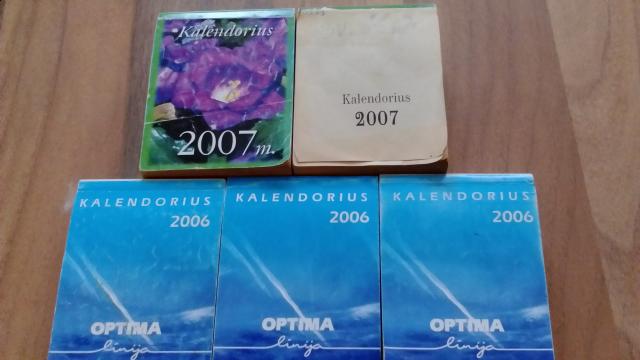 Kalendorius
2007 m.
Kalendorius
2007
KALENDORIUS
2006
OPTIMA
linija
KALENDORIUS
2006
OPTIMA
linija
KALENDORIUS
2006
OPTIMA
linija